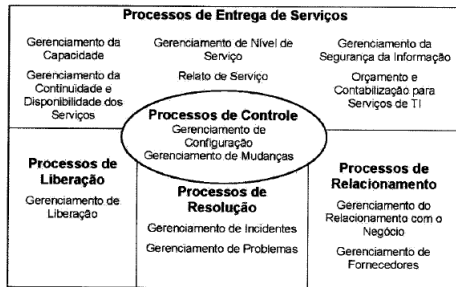 Processos de Entrega de Serviços
Gerenciamento da
Capacidade
Gerenciamento da
Continuidade e
Disponibilidade dos
Serviços
Gerenciamento de Nível de
Serviço
Relato de Serviço
Gerenciamento da
Segurança da Informação
Orçamento e
Contabilização para
Serviços de TI
Processos de Controle
Gerenciamento de
Configuração
Gerenciamento de Mudanças
Processos de
Liberação
Gerenciamento de
Liberação
Processos de
Resolução
Gerenciamento de Incidentes
Gerenciamento de Problemas
Processos de
Relacionamento
Gerenciamento do
Relacionamento com o
Negócio
Gerenciamento de
Fornecedores